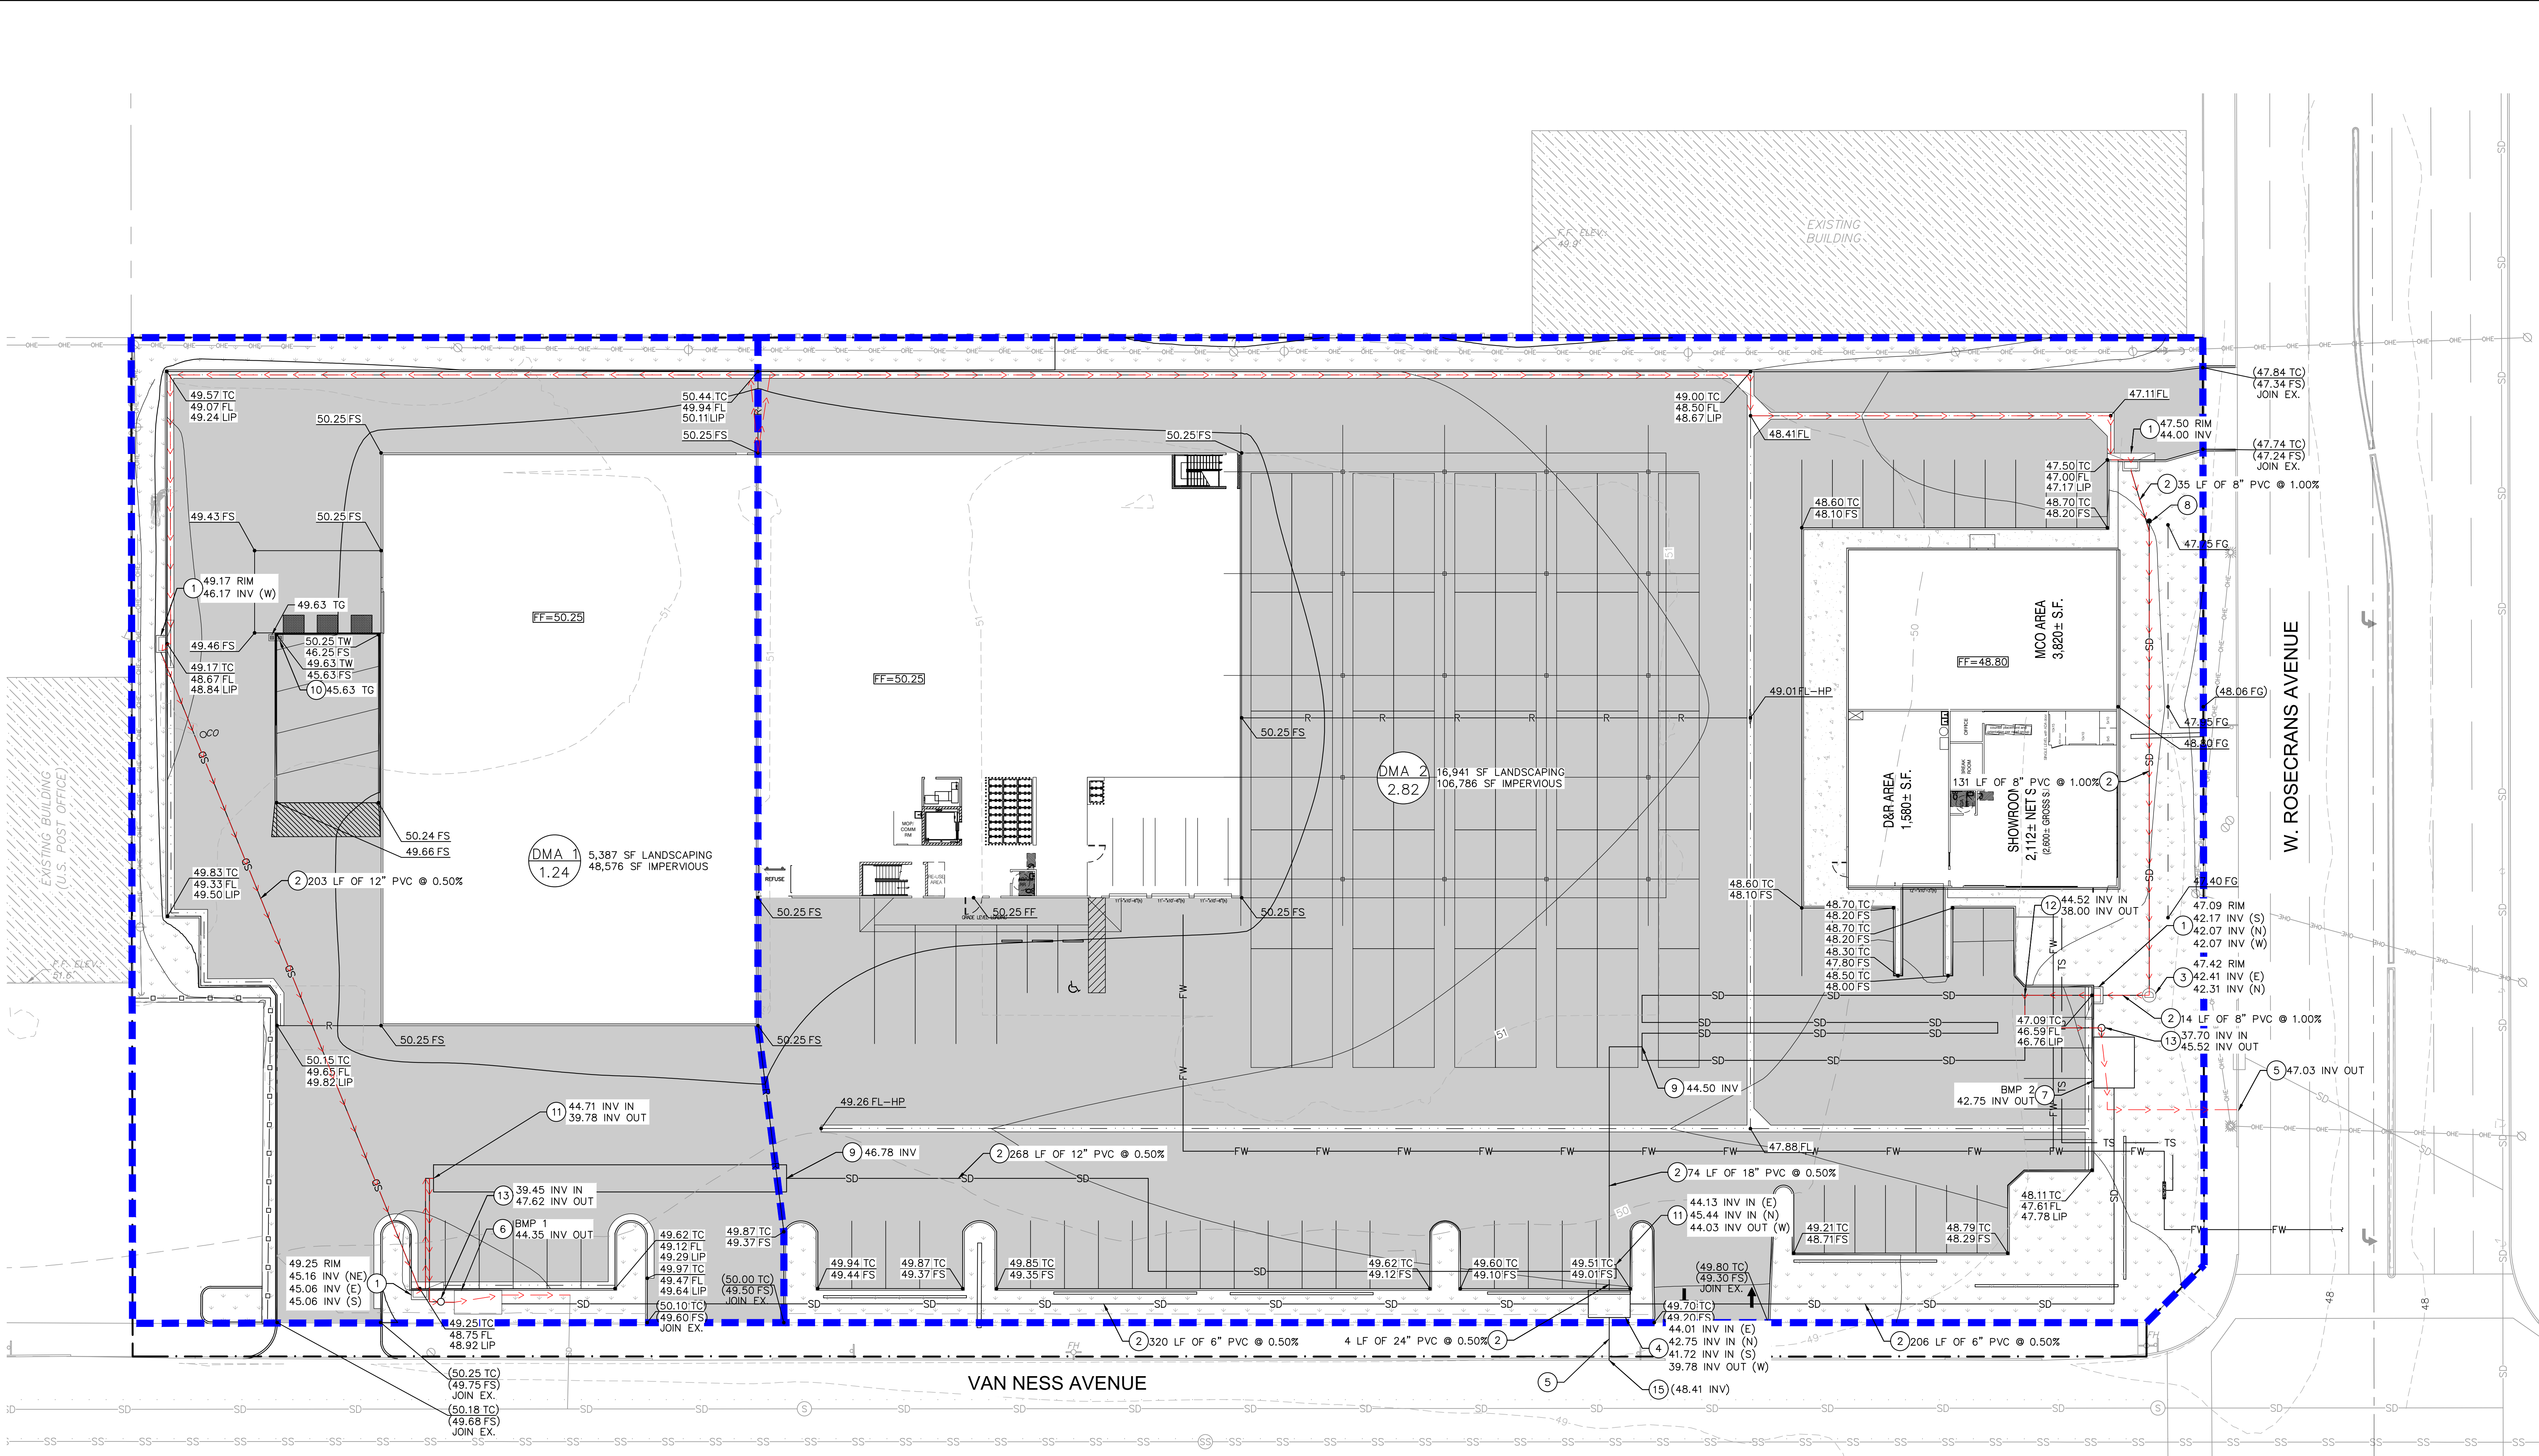 EXISTING
BUILDING
F.F. ELEV.:
49.9'
(47.84 TC)
(47.34 FS)
JOIN EX.
49.57 TC
49.07 FL
49.24 LIP
50.25 FS
50.44 TC
49.94 FL
50.11 LIP
50.25 FS
50.25 FS
49.00 TC
48.50 FL
48.67 LIP
48.41 FL
47.11 FL
1
47.50 RIM
44.00 INV
(47.74 TC)
(47.24 FS)
JOIN EX.
47.50 TC
47.00 FL
47.17 LIP
2
35 LF OF 8" PVC @ 1.00%
8
48.60 TC
48.10 FS
48.70 TC
48.20 FS
49.43 FS
50.25 FS
1
49.17 RIM
46.17 INV (W)
49.63 TG
49.46 FS
50.25 TW
46.25 FS
49.63 TW
45.63 FS
10
45.63 TG
49.17 TC
48.67 FL
48.84 LIP
FF=50.25
FF=50.25
FF=48.80
MCO AREA
3,820± S.F.
(48.06 FG)
48.80 FG
W. ROSECRANS AVENUE
49.01 FL-HP
50.25 FS
CO
EXISTING BUILDING
(U.S. POST OFFICE)
F.F. ELEV.:
51.6'
DMA 1
1.24
5,387 SF LANDSCAPING
48,576 SF IMPERVIOUS
DMA 2
2.82
16,941 SF LANDSCAPING
106,786 SF IMPERVIOUS
D&R AREA
1,580± S.F.
OFFICE
BREAK
ROOM
SHOWROOM
2,112± NET S.
(2,600± GROSS S.F
131 LF OF 8" PVC @ 1.00%
2
MOP/
COMM
RM
REFUSE
50.24 FS
49.66 FS
2
203 LF OF 12" PVC @ 0.50%
49.83 TC
49.33 FL
49.50 LIP
50.25 FS
50.25 FF
GRADE LEVEL LOADING
50.25 FS
48.60 TC
48.10 FS
48.70 TC
48.20 FS
48.70 TC
48.20 FS
48.30 TC
47.80 FS
48.50 TC
48.00 FS
12
44.52 INV IN
38.00 INV OUT
47.09 RIM
1
42.17 INV (S)
42.07 INV (N)
42.07 INV (W)
47.42 RIM
3
42.41 INV (E)
42.31 INV (N)
2
14 LF OF 8" PVC @ 1.00%
13
37.70 INV IN
45.52 INV OUT
47.09 TC
46.59 FL
46.76 LIP
5
47.03 INV OUT
BMP 2
42.75 INV OUT
7
9
44.50 INV
50.25 FS
50.25 FS
50.15 TC
49.65 FL
49.82 LIP
11
44.71 INV IN
39.78 INV OUT
49.26 FL-HP
47.88 FL
9
46.78 INV
2
268 LF OF 12" PVC @ 0.50%
2
74 LF OF 18" PVC @ 0.50%
13
39.45 INV IN
47.62 INV OUT
6
BMP 1
44.35 INV OUT
11
44.13 INV IN (E)
45.44 INV IN (N)
44.03 INV OUT (W)
48.11 TC
47.61 FL
47.78 LIP
49.62 TC
49.12 FL
49.29 LIP
49.97 TC
49.47 FL
49.64 LIP
49.87 TC
49.37 FS
(50.00 TC)
(49.50 FS)
JOIN EX.
(50.10 TC)
(49.60 FS)
JOIN EX.
49.94 TC
49.44 FS
49.87 TC
49.37 FS
49.85 TC
49.35 FS
49.62 TC
49.12 FS
49.60 TC
49.10 FS
49.51 TC
49.01 FS
49.21 TC
48.71 FS
48.79 TC
48.29 FS
(49.80 TC)
(49.30 FS)
JOIN EX.
(49.70 TC)
(49.20 FS)
49.25 RIM
45.16 INV (NE)
45.06 INV (E)
45.06 INV (S)
1
49.25 TC
48.75 FL
48.92 LIP
(50.25 TC)
(49.75 FS)
JOIN EX.
(50.18 TC)
(49.68 FS)
JOIN EX.
2
320 LF OF 6" PVC @ 0.50%
4 LF OF 24" PVC @ 0.50%
2
4
44.01 INV IN (E)
42.75 INV IN (N)
41.72 INV IN (S)
39.78 INV OUT (W)
2
206 LF OF 6" PVC @ 0.50%
5
15
(48.41 INV)
FH
FH
VAN NESS AVENUE